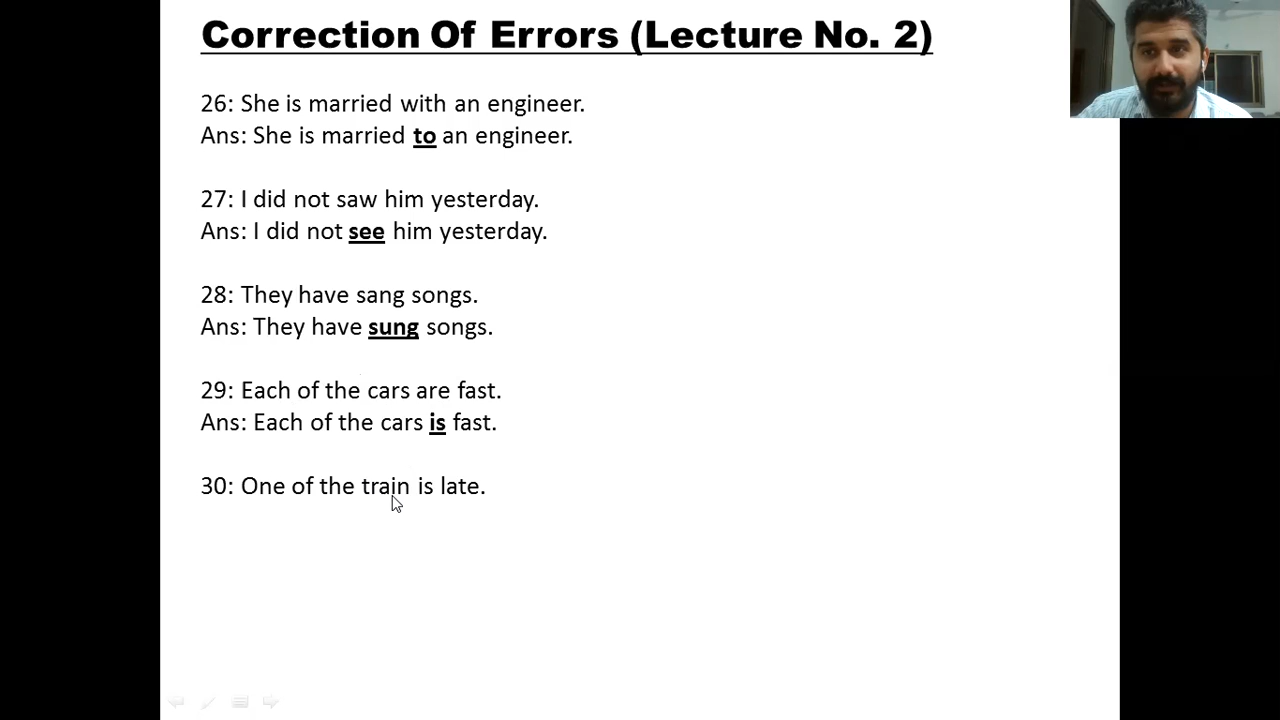 Correction Of Errors (Lecture No. 2)
26: She is married with an engineer.
Ans: She is married to an engineer.
27: I did not saw him yesterday.
Ans: I did not see him yesterday.
28: They have sang songs.
Ans: They have sung songs.
29: Each of the cars are fast.
Ans: Each of the cars is fast.
30: One of the train is late.